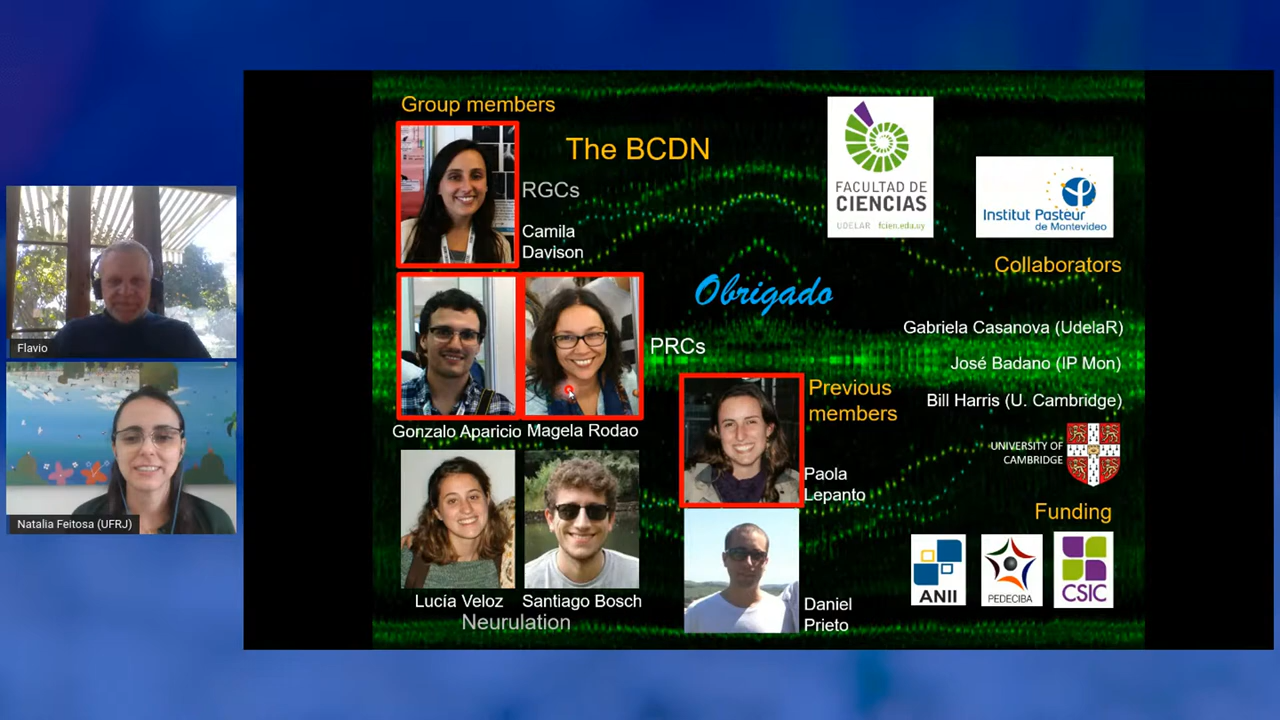 Group members
The BCDN
RGCs
Camila
Davison
FACULTAD DE
CIENCIAS
UDELAR fcien.edu.uy
Institut Pasteur
de Montevideo
Collaborators
Obrigado
Gabriela Casanova (UdelaR)
José Badano (IP Mon)
Bill Harris (U. Cambridge)
UNIVERSITY OF
CAMBRIDGE
PRCs
Gonzalo Aparicio
Magela Rodao
Previous
members
Paola
Lepanto
Funding
ANII
PEDECIBA
CSIC
Lucía Veloz
Santiago Bosch
Neurulation
Daniel
Prieto
Flavio
Natalia Feitosa (UFRJ)